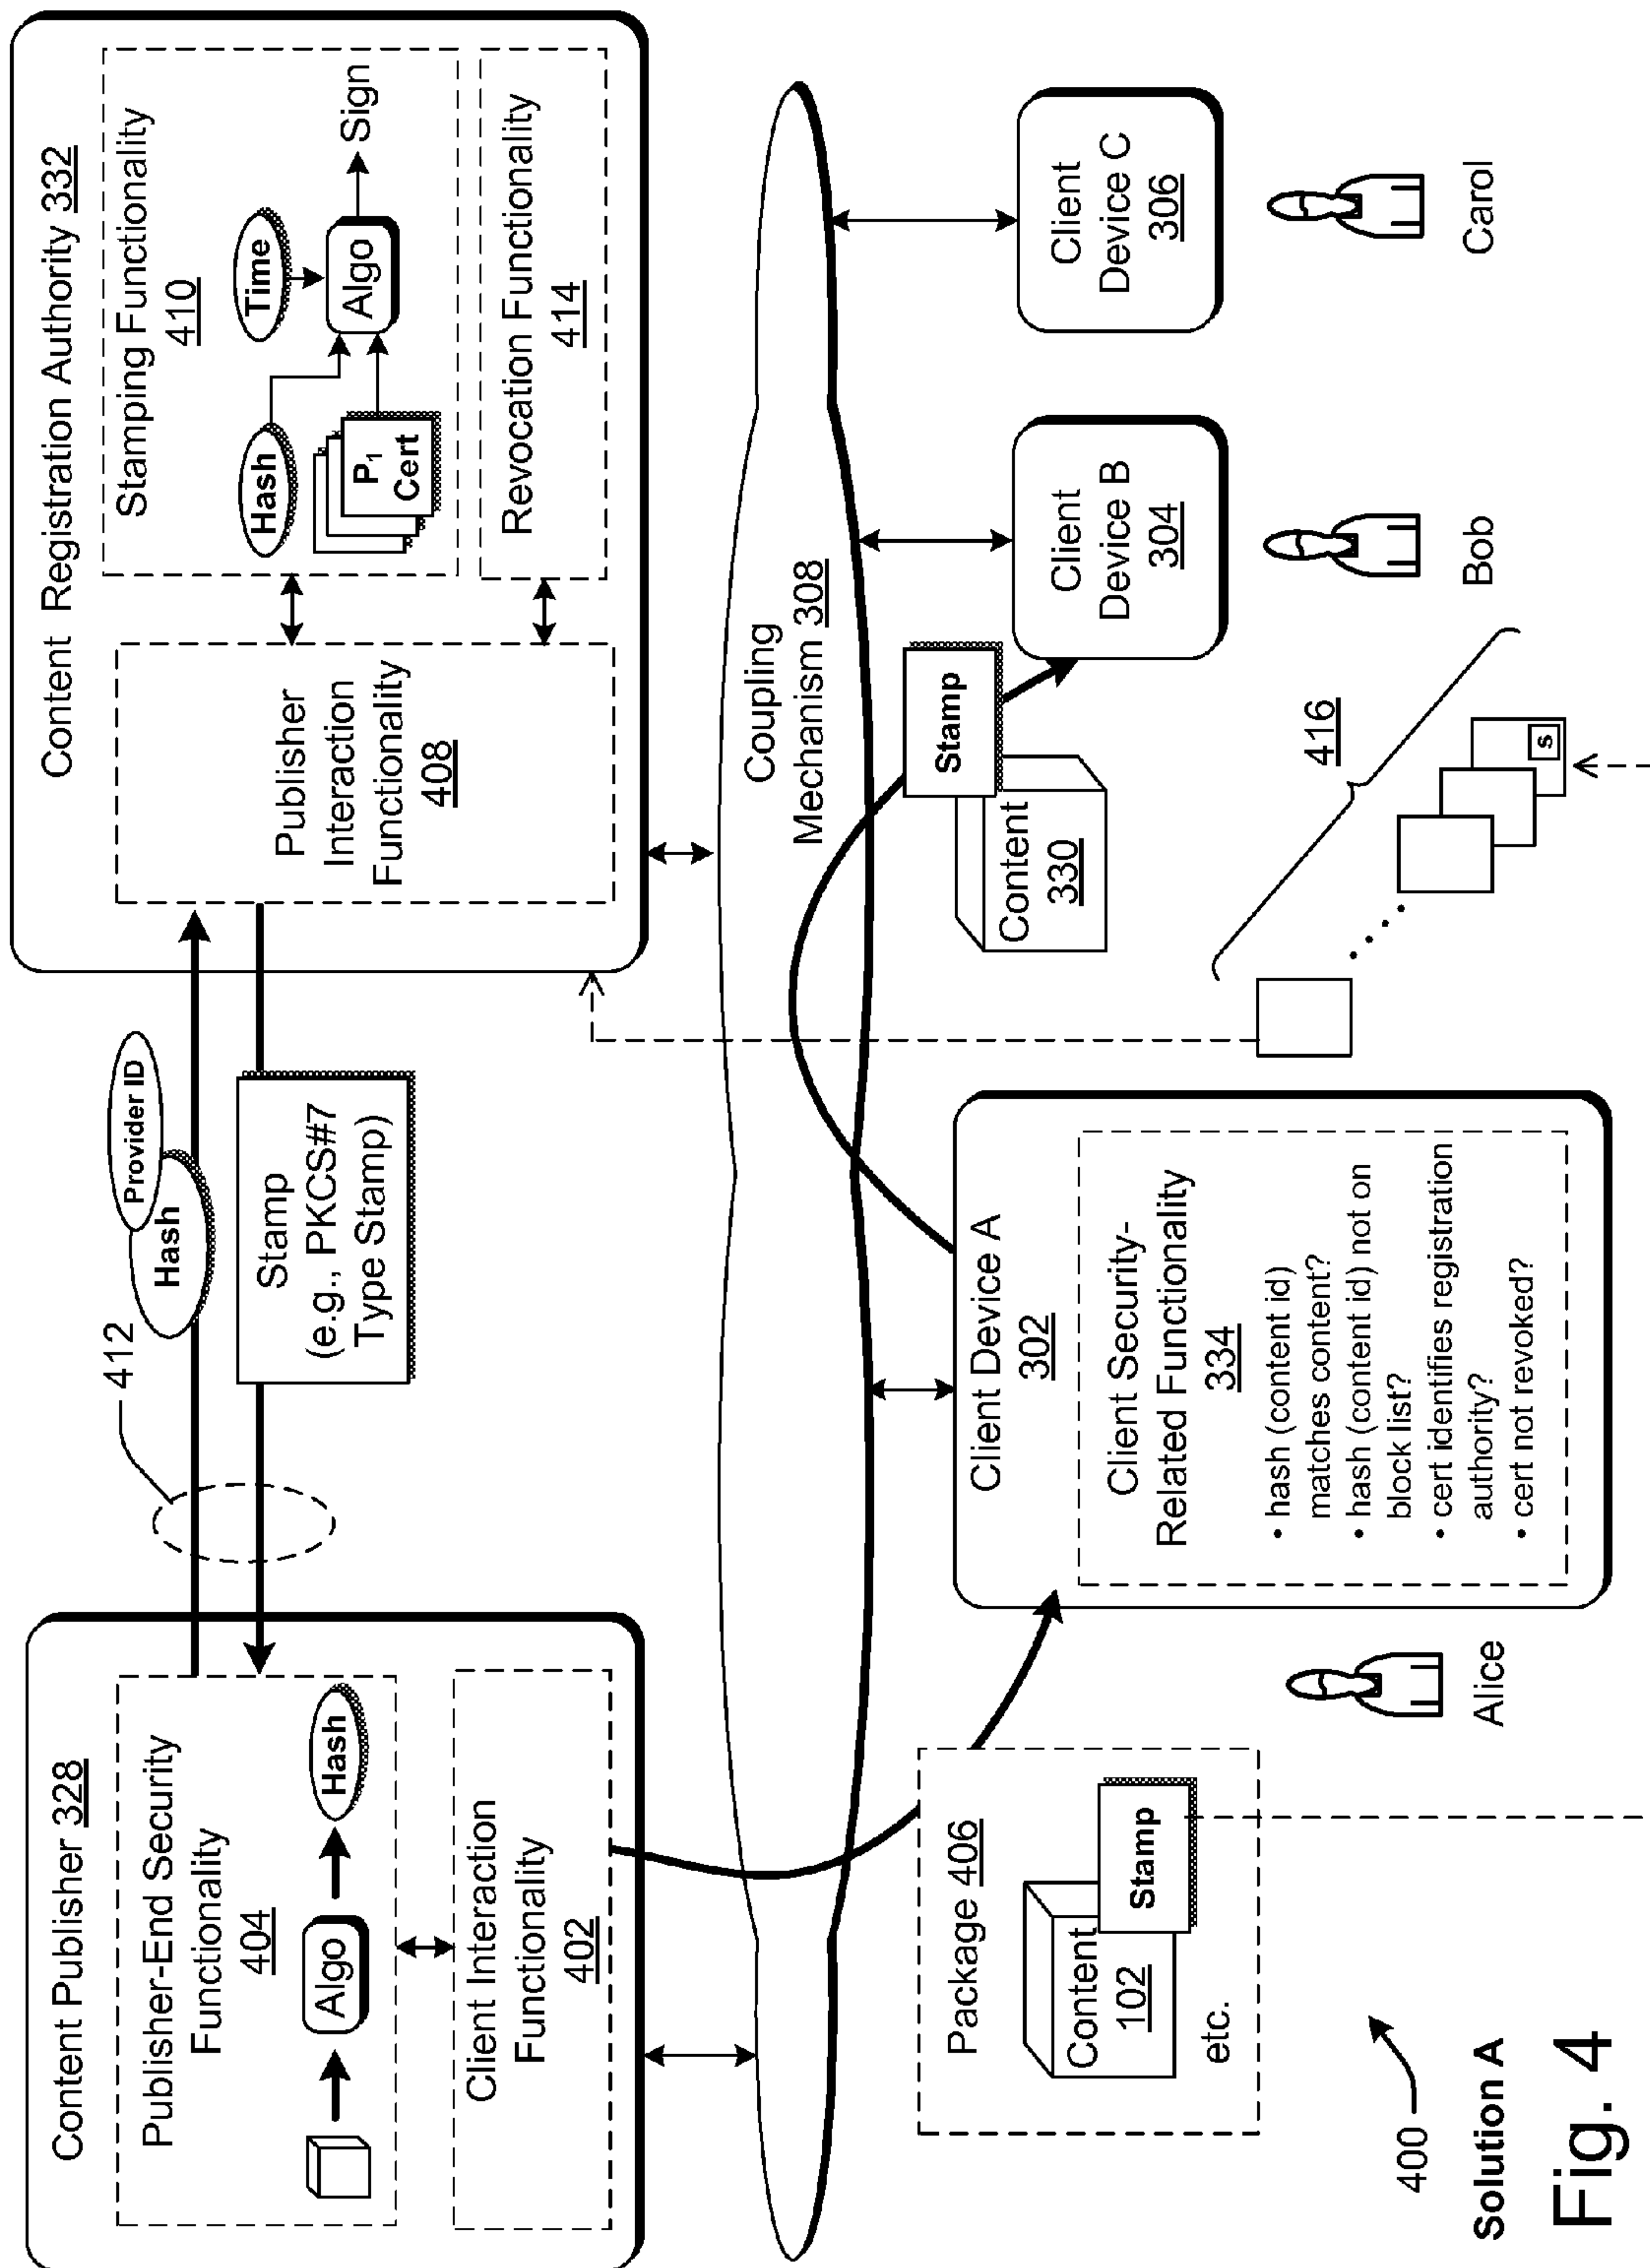 Content Publisher 328
Publisher-End Security
Functionality
404
Algo
Hash
Client Interaction
Functionality
402
412
Provider ID
Hash
Stamp
(e.g., PKCS#7
Type Stamp)
Content Registration Authority 332
Publisher
Interaction
Functionality
408
Stamping Functionality
410
Hash
Time
P1
Cert
Algo
Sign
Revocation Functionality
414
Coupling
Mechanism 308
Package 406
Content
102
Stamp
etc.
Client Device A
302
Client Security-
Related Functionality
334
• hash (content id)
matches content?
• hash (content id) not on
block list?
• cert identifies registration
authority?
• cert not revoked?
Alice
Stamp
Content
330
Client
Device B
304
Bob
Client
Device C
306
Carol
416
s
400
Solution A
Fig. 4